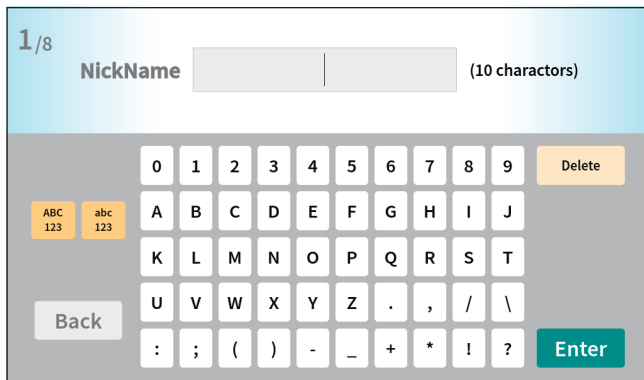 1/8
NickName (10 charactors)
0 1 2 3 4 5 6 7 8 9 Delete
ABC 123 abc 123 A B C D E F G H I J
K L M N O P Q R S T
U V W X Y Z . , / \
Back
: ; ( ) - _ + * ! ? Enter